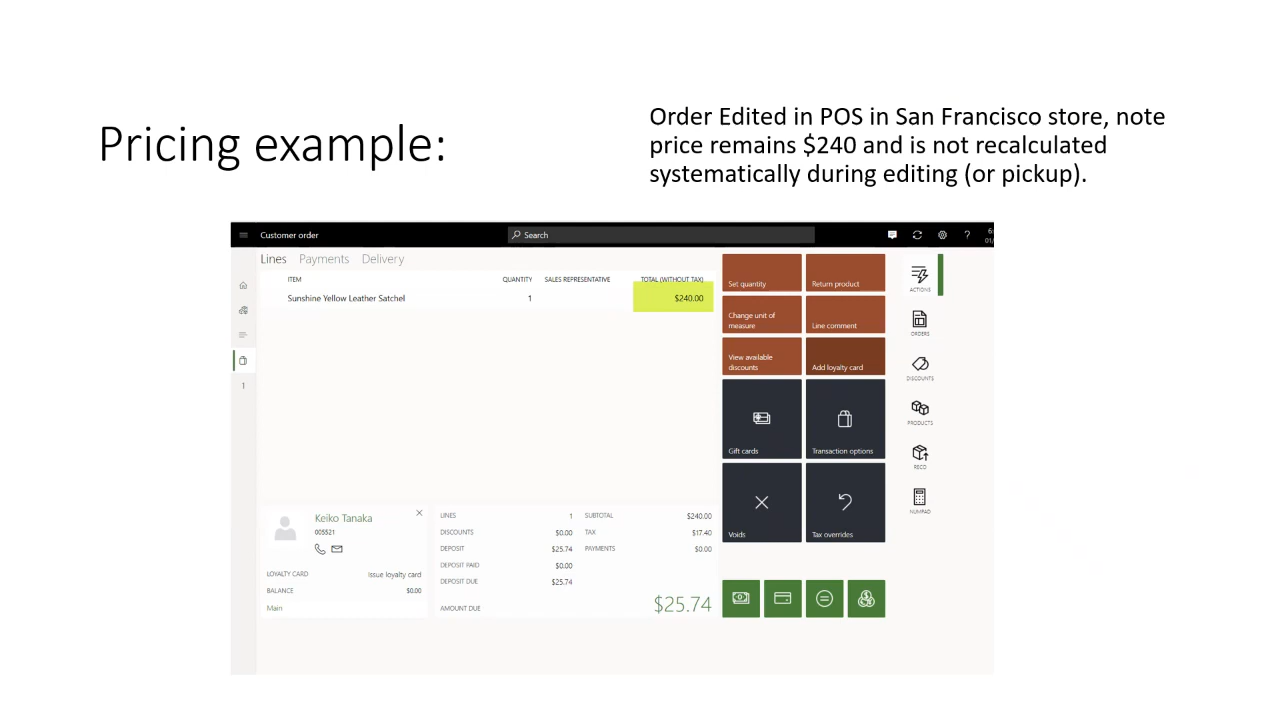 Pricing example:
Order Edited in POS in San Francisco store, note
price remains $240 and is not recalculated
systematically during editing (or pickup).
Customer order
Search
?
6:
01/
Lines Payments Delivery
ITEM QUANTITY SALES REPRESENTATIVE TOTAL (WITHOUT TAX)
Sunshine Yellow Leather Satchel 1 $240.00
1
Set quantity
Return product
Change unit of
measure
Line comment
View available
discounts
Add loyalty card
Gift cards
Transaction options
Voids
Tax overrides
ACTIONS
ORDERS
DISCOUNTS
PRODUCTS
RECO
NUMPAD
Keiko Tanaka
005521
LOYALTY CARD Issue loyalty card
BALANCE $0.00
Main
LINES 1 SUBTOTAL $240.00
DISCOUNTS $0.00 TAX $17.40
DEPOSIT $25.74 PAYMENTS $0.00
DEPOSIT PAID $0.00
DEPOSIT DUE $25.74
AMOUNT DUE $25.74